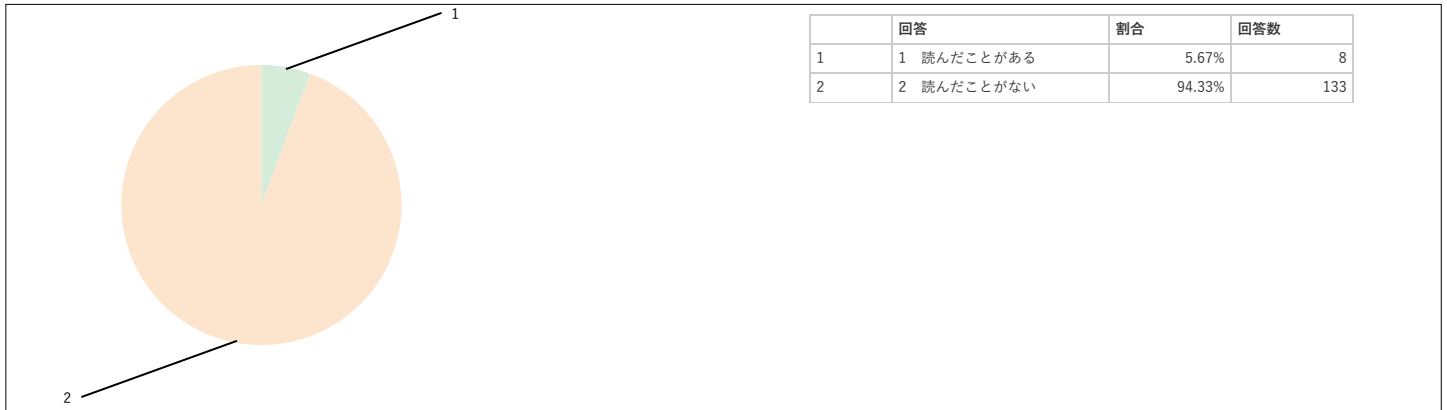 1
2
回答 割合 回答数
1 1　読んだことがある 5.67% 8
2 2　読んだことがない 94.33% 133